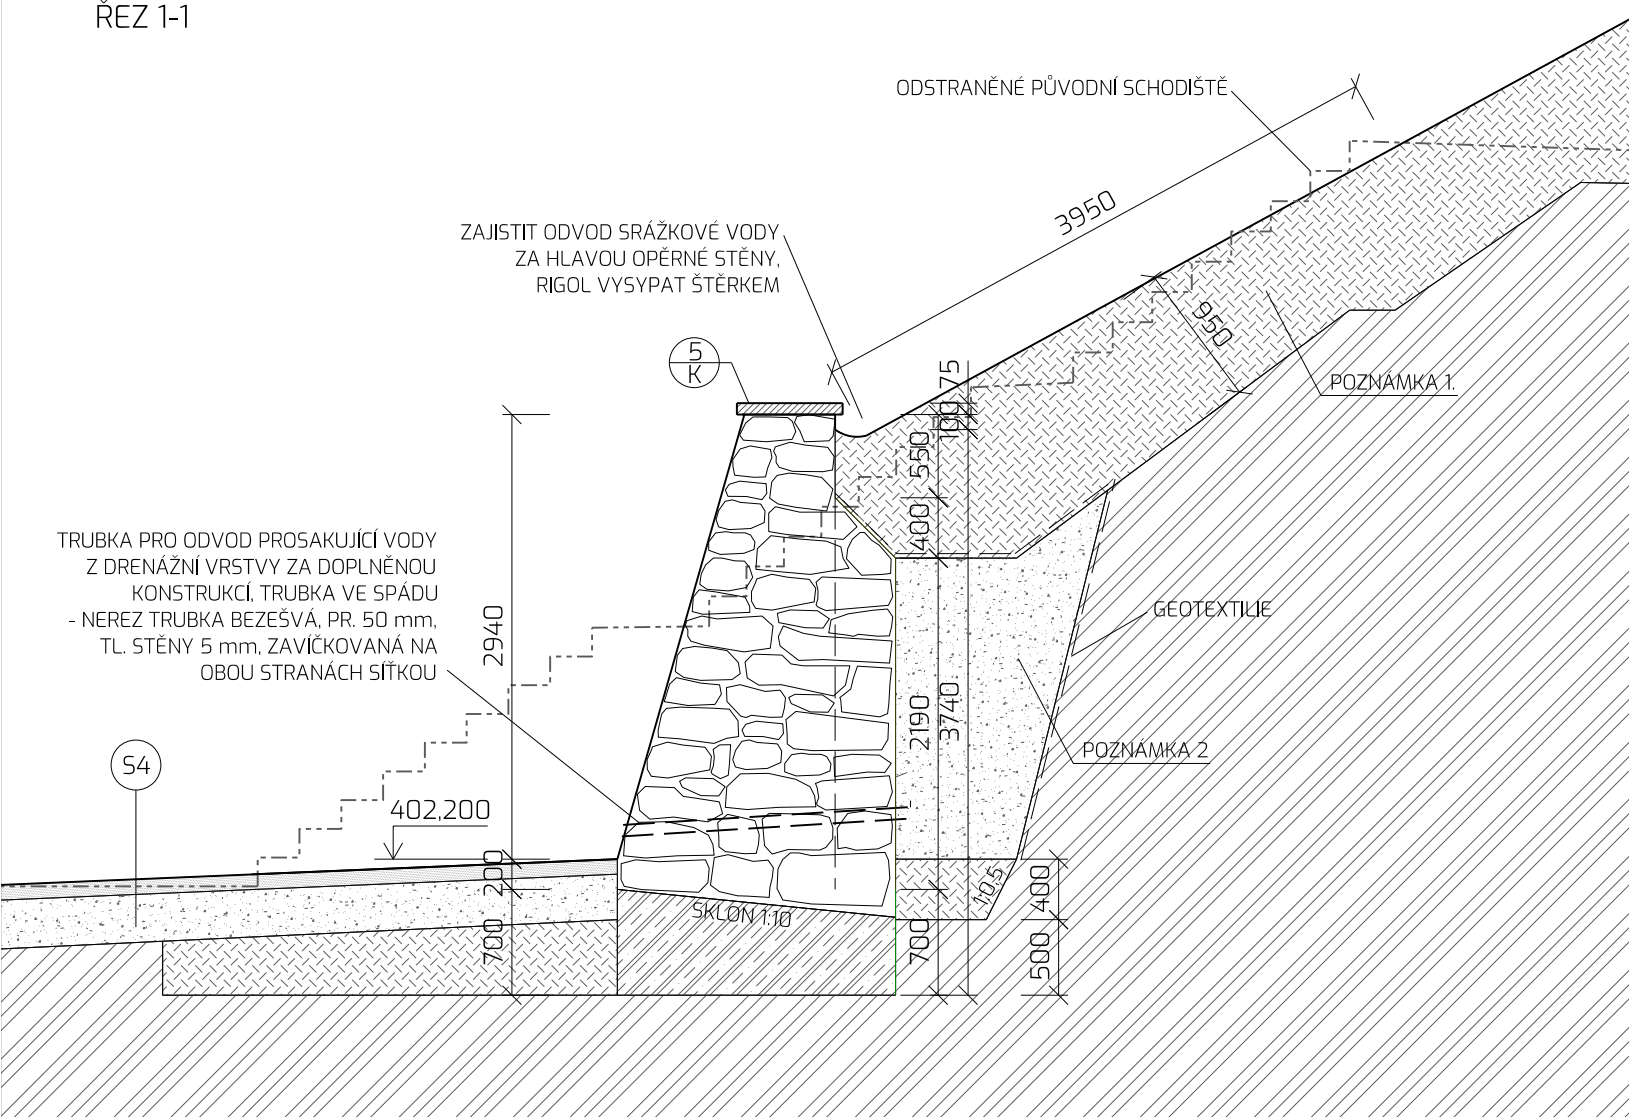 ŘEZ 1-1
ODSTRANĚNÉ PŮVODNÍ SCHODIŠTĚ
3950
ZAJISTIT ODVOD SRÁŽKOVÉ VODY
ZA HLAVOU OPĚRNÉ STĚNY,
RIGOL VYSYPAT ŠTĚRKEM
950
5
K
75
100
POZNÁMKA 1.
550
400
TRUBKA PRO ODVOD PROSAKUJÍCÍ VODY
Z DRENÁŽNÍ VRSTVY ZA DOPLNĚNOU
KONSTRUKCÍ, TRUBKA VE SPÁDU
- NEREZ TRUBKA BEZEŠVÁ, PR. 50 mm,
TL. STĚNY 5 mm, ZAVÍČKOVANÁ NA
OBOU STRANÁCH SÍŤKOU
2940
GEOTEXTILIE
2190
3740
POZNÁMKA 2
S4
402,200
200
1:0,5
400
SKLON 1:10
700
700
500